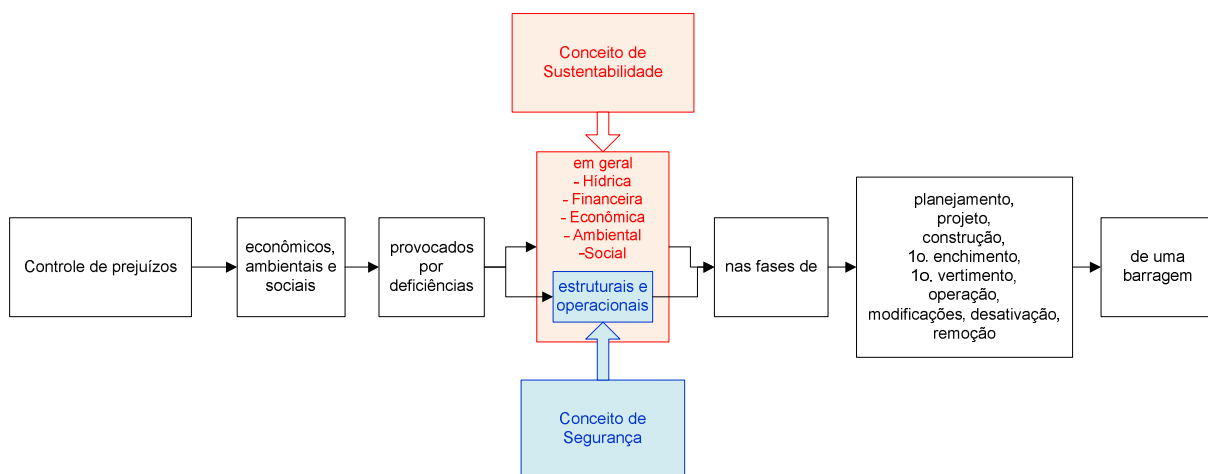 Conceito de
Sustentabilidade
Controle de prejuízos
econômicos,
ambientais e
sociais
provocados
por
deficiências
em geral
- Hídrica
- Financeira
- Econômica
- Ambiental
-Social
estruturais e
operacionais
nas fases de
planejamento,
projeto,
construção,
1o. enchimento,
1o. vertimento,
operação,
modificações, desativação,
remoção
de uma
barragem
Conceito de
Segurança